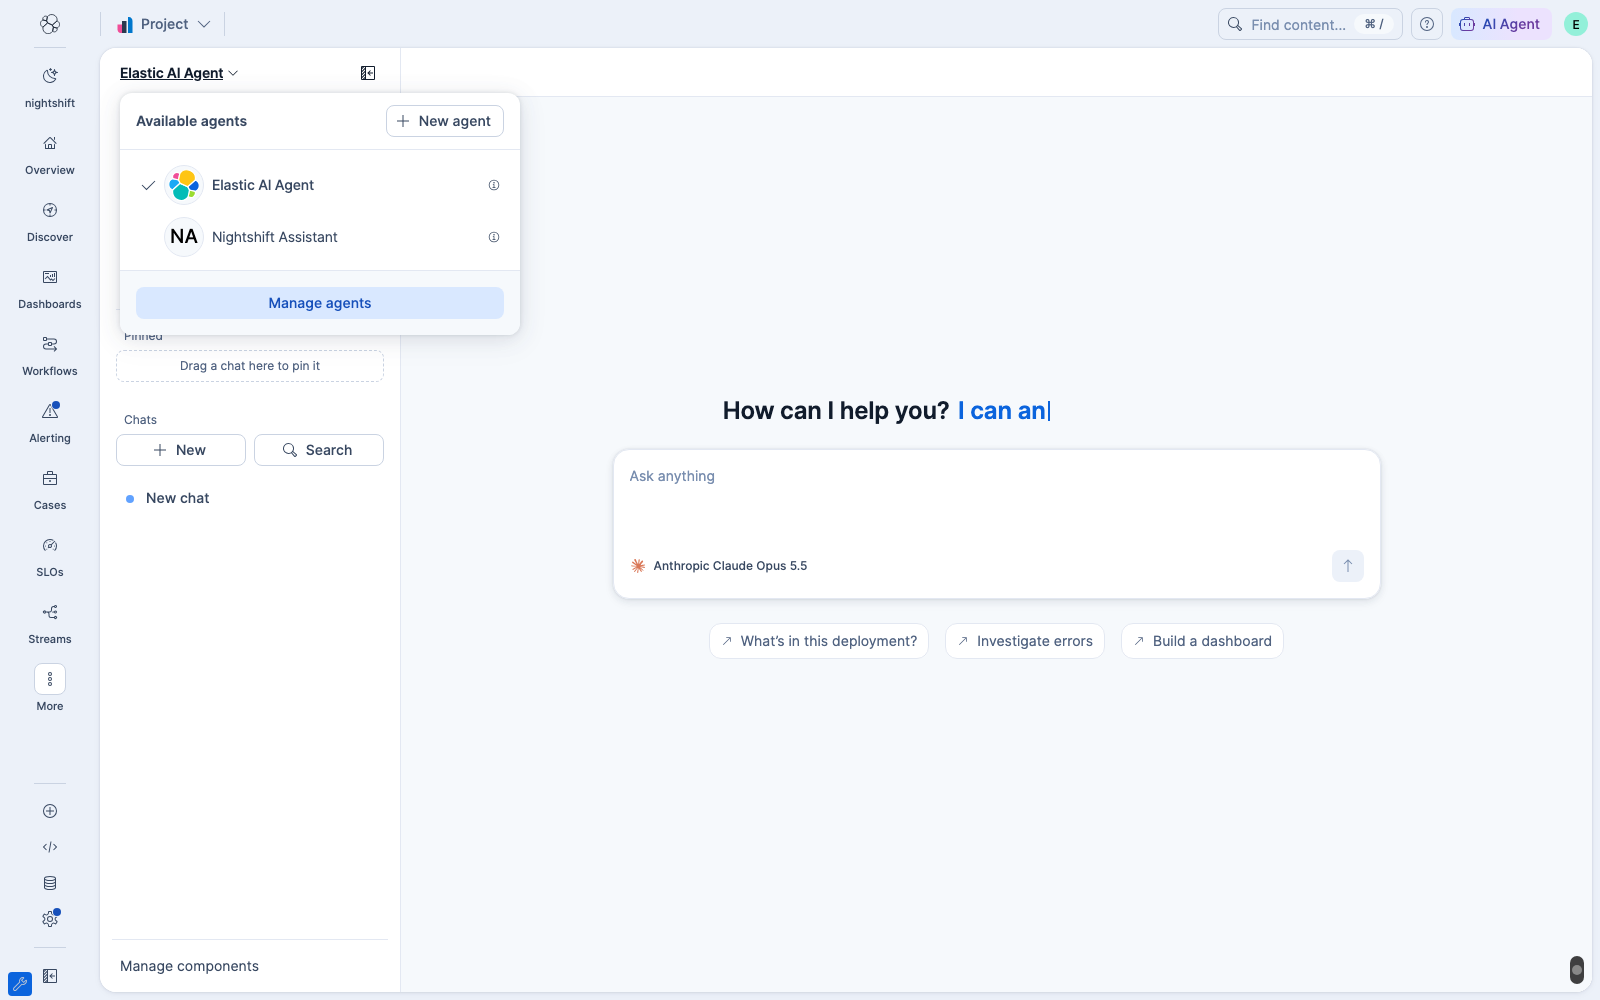 Project
Find content... ⌘ /
AI Agent
E
nightshift
Overview
Discover
Dashboards
Workflows
Alerting
Cases
SLOs
Streams
More
Elastic AI Agent
Available agents
New agent
Elastic AI Agent
NA Nightshift Assistant
Manage agents
Pinned
Drag a chat here to pin it
Chats
New
Search
New chat
Manage components
How can I help you? I can an
Ask anything
Anthropic Claude Opus 5.5
What's in this deployment?
Investigate errors
Build a dashboard